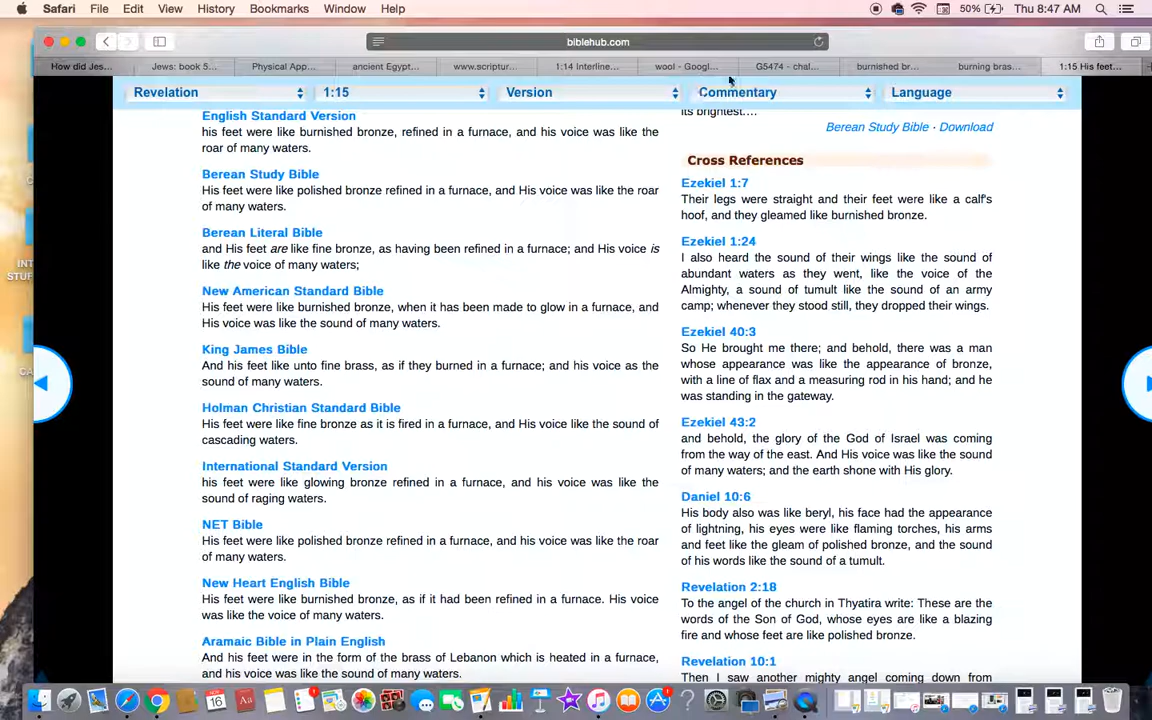 Safari File Edit View History Bookmarks Window Help 50% Thu 8:47 AM
biblehub.com
How did Jes... Jews: book 5... Physical App... ancient Egypt... www.scriptur... 1:14 Interline... wool - Googl... G5474 - chal... burnished br... burning bras... 1:15 His feet...
Revelation 1:15 Version Commentary Language
English Standard Version
his feet were like burnished bronze, refined in a furnace, and his voice was like the
roar of many waters.
Berean Study Bible
His feet were like polished bronze refined in a furnace, and His voice was like the roar
of many waters.
Berean Literal Bible
and His feet are like fine bronze, as having been refined in a furnace; and His voice is
like the voice of many waters;
New American Standard Bible
His feet were like burnished bronze, when it has been made to glow in a furnace, and
His voice was like the sound of many waters.
King James Bible
And his feet like unto fine brass, as if they burned in a furnace; and his voice as the
sound of many waters.
Holman Christian Standard Bible
His feet were like fine bronze as it is fired in a furnace, and His voice like the sound of
cascading waters.
International Standard Version
his feet were like glowing bronze refined in a furnace, and his voice was like the
sound of raging waters.
NET Bible
His feet were like polished bronze refined in a furnace, and his voice was like the roar
of many waters.
New Heart English Bible
His feet were like burnished bronze, as if it had been refined in a furnace. His voice
was like the voice of many waters.
Aramaic Bible in Plain English
And his feet were in the form of the brass of Lebanon which is heated in a furnace,
and his voice was like the sound of many waters.
its brightest....
Berean Study Bible · Download
Cross References
Ezekiel 1:7
Their legs were straight and their feet were like a calf's
hoof, and they gleamed like burnished bronze.
Ezekiel 1:24
I also heard the sound of their wings like the sound of
abundant waters as they went, like the voice of the
Almighty, a sound of tumult like the sound of an army
camp; whenever they stood still, they dropped their wings.
Ezekiel 40:3
So He brought me there; and behold, there was a man
whose appearance was like the appearance of bronze,
with a line of flax and a measuring rod in his hand; and he
was standing in the gateway.
Ezekiel 43:2
and behold, the glory of the God of Israel was coming
from the way of the east. And His voice was like the sound
of many waters; and the earth shone with His glory.
Daniel 10:6
His body also was like beryl, his face had the appearance
of lightning, his eyes were like flaming torches, his arms
and feet like the gleam of polished bronze, and the sound
of his words like the sound of a tumult.
Revelation 2:18
To the angel of the church in Thyatira write: These are the
words of the Son of God, whose eyes are like a blazing
fire and whose feet are like polished bronze.
Revelation 10:1
Then I saw another mighty angel coming down from